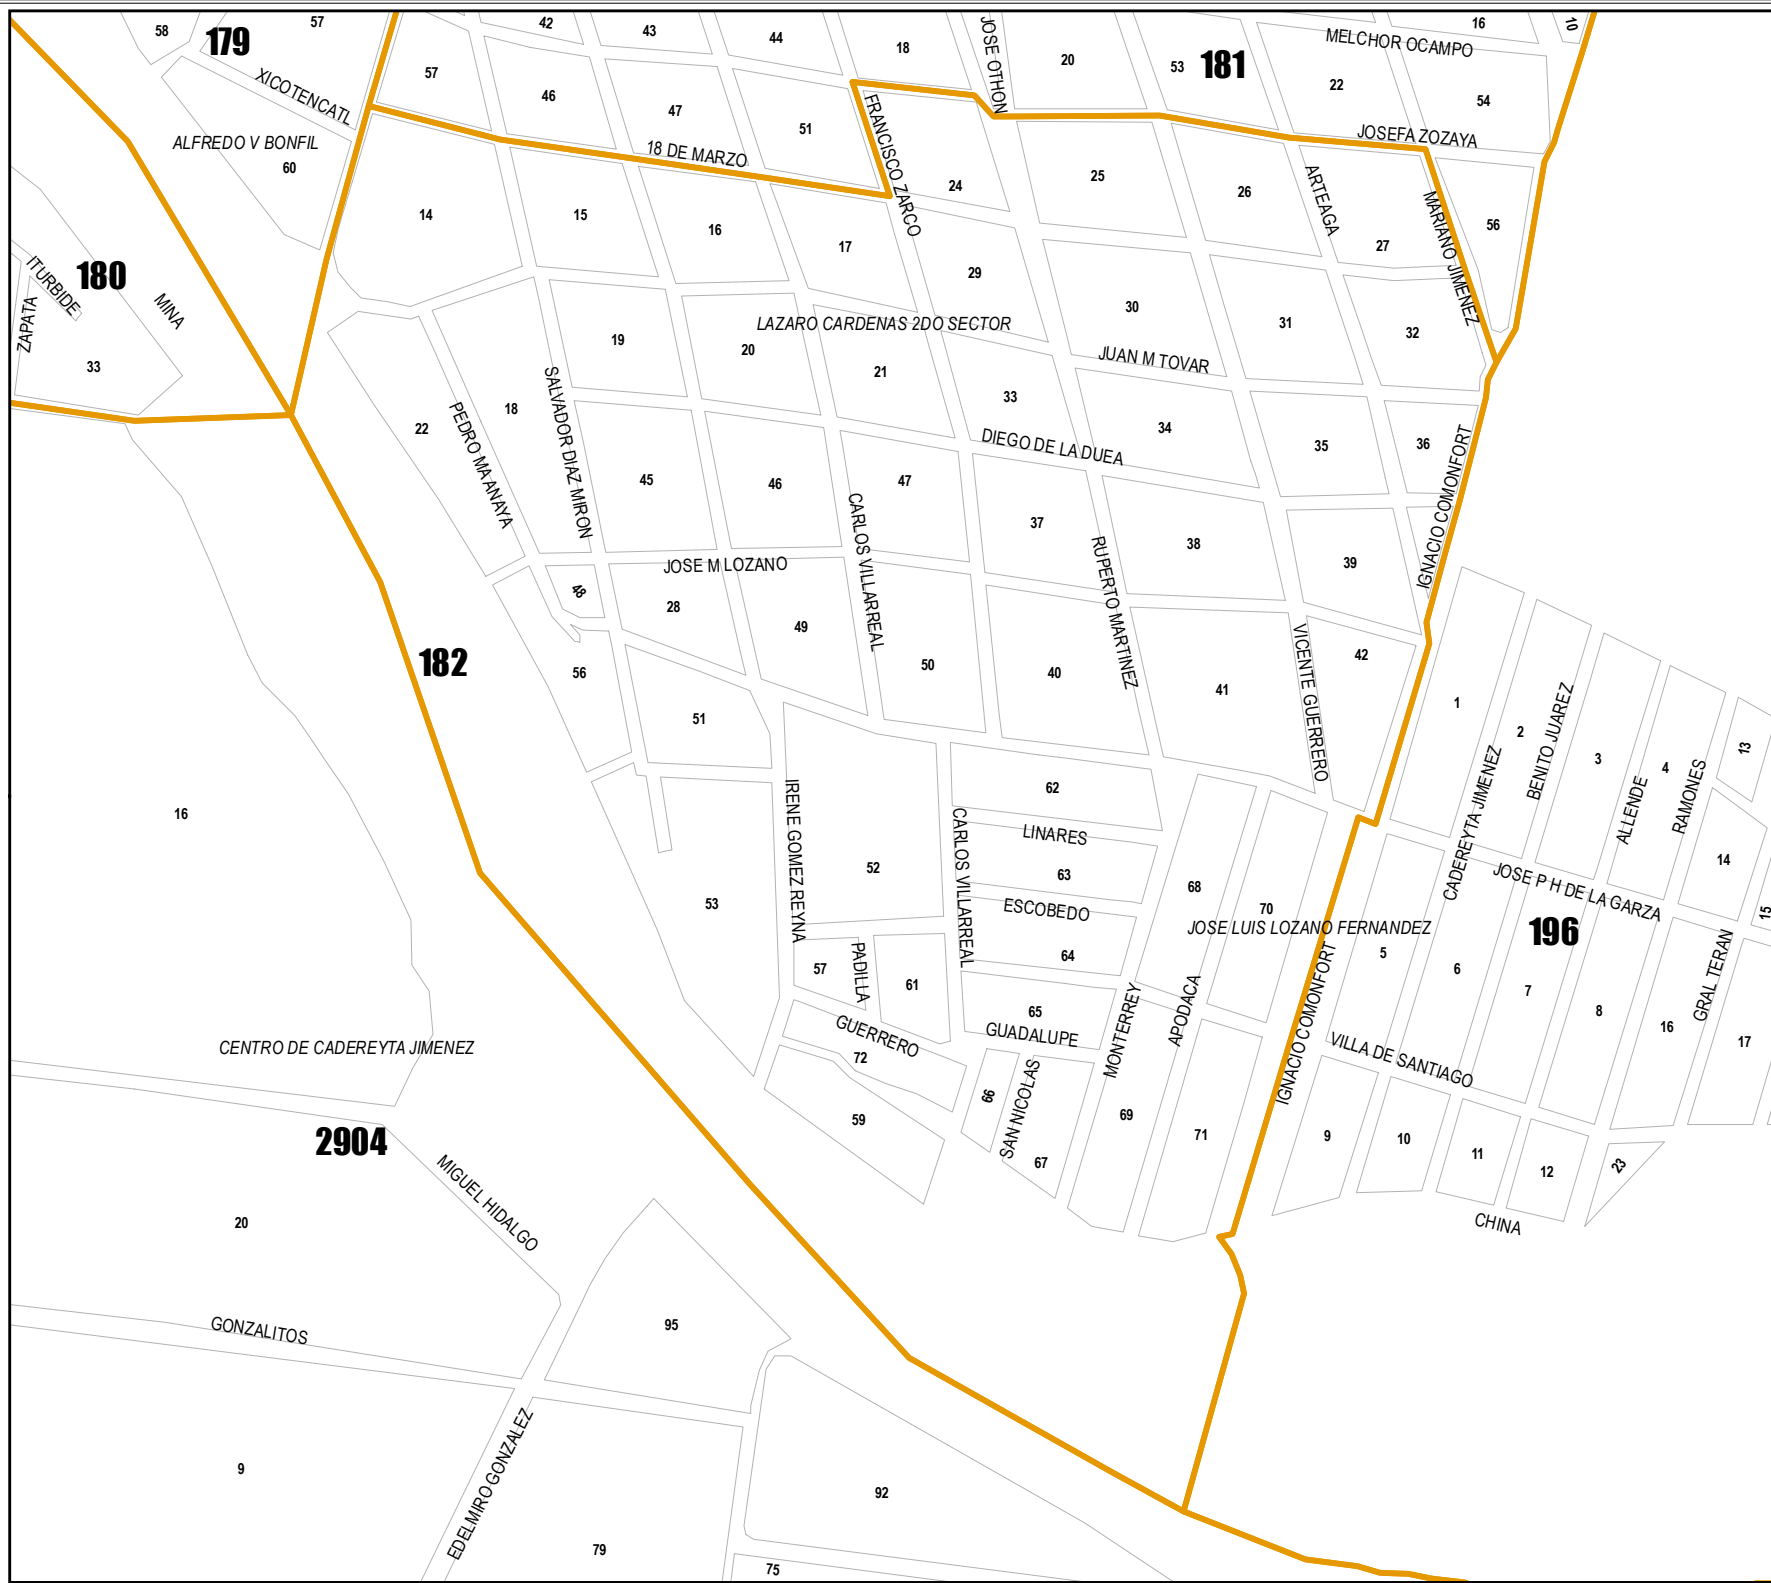 58
179
57
42
43
44
18
JOSE OTHON
20
53
181
16
10
MELCHOR OCAMPO
22
54
57
46
47
51
XICOTENCATL
ALFREDO V BONFIL
60
18 DE MARZO
FRANCISCO ZARCO
JOSEFA ZOZAYA
24
25
26
ARTEAGA
27
MARIANO JIMENEZ
56
14
15
16
17
29
30
31
32
ITURBIDE
180
ZAPATA
MINA
33
LAZARO CARDENAS 2DO SECTOR
JUAN M TOVAR
19
20
21
33
34
35
36
22
PEDRO MA ANAYA
18
SALVADOR DIAZ MIRON
DIEGO DE LA DUEA
45
46
47
CARLOS VILLARREAL
37
RUPERTO MARTINEZ
38
39
IGNACIO COMONFORT
JOSE M LOZANO
48
28
49
50
40
41
VICENTE GUERRERO
42
182
56
51
1
2
BENITO JUAREZ
3
4
13
CADEREYTA JIMENEZ
ALLENDE
RAMONES
16
53
IRENE GOMEZ REYNA
52
CARLOS VILLARREAL
62
LINARES
63
ESCOBEDO
64
68
70
JOSE LUIS LOZANO FERNANDEZ
JOSE P H DE LA GARZA
14
15
196
57
PADILLA
61
65
GUADALUPE
MONTERREY
APODACA
IGNACIO COMONFORT
5
6
7
8
16
GRAL TERAN
17
GUERRERO
72
59
66
SAN NICOLAS
67
69
71
VILLA DE SANTIAGO
9
10
11
12
23
CHINA
CENTRO DE CADEREYTA JIMENEZ
2904
MIGUEL HIDALGO
20
GONZALITOS
95
9
EDELMIRO GONZALEZ
92
79
75